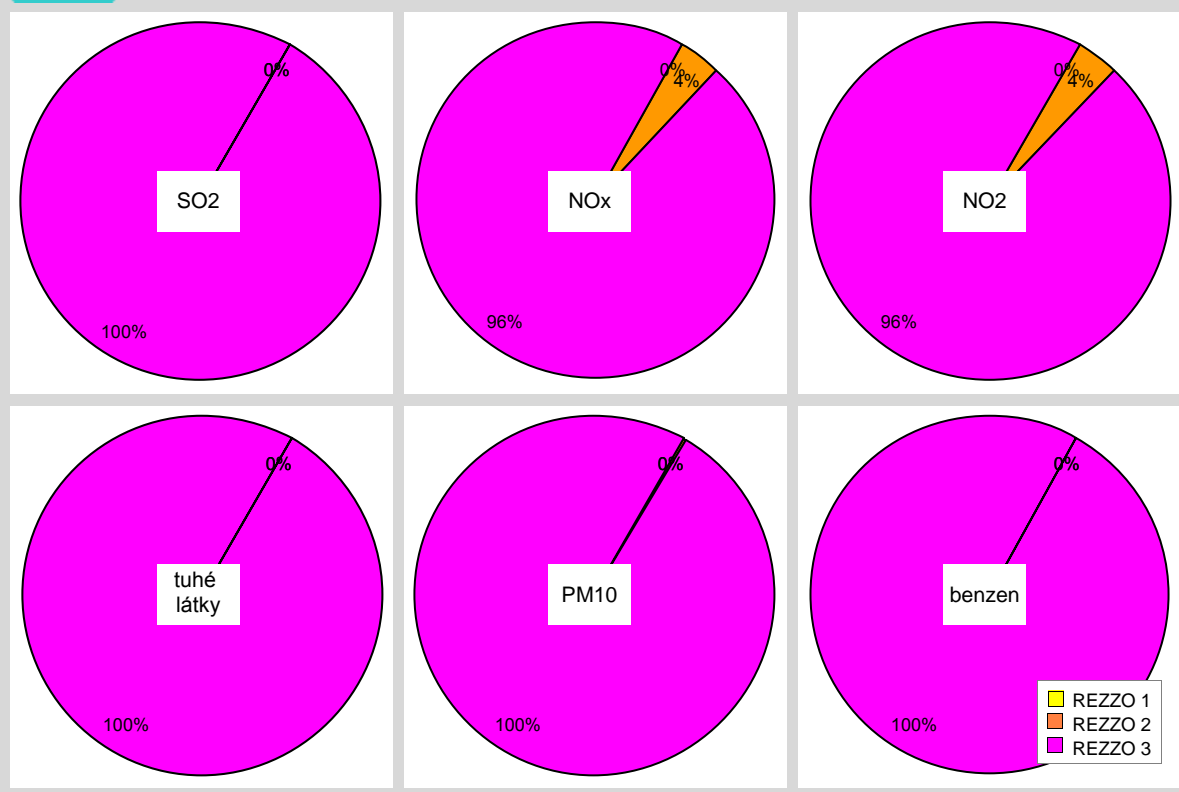 0%
SO2
100%
0%
4%
NOx
96%
0%
4%
NO2
96%
0%
tuhé
látky
100%
0%
PM10
100%
0%
benzen
100%
REZZO 1
REZZO 2
REZZO 3